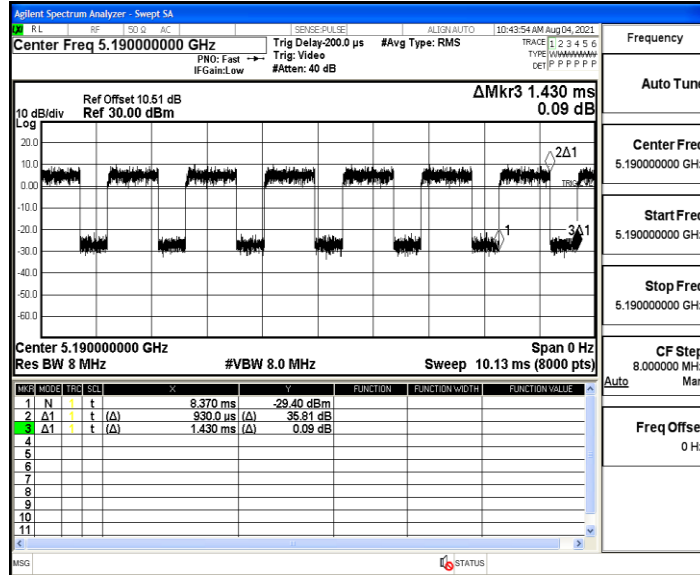 Agilent Spectrum Analyzer - Swept SA
RL RF 50 Ω AC SENSE:PULSE ALIGN AUTO 10:43:54 AM Aug 04, 2021
Center Freq 5.190000000 GHz
Trig Delay-200.0 µs #Avg Type: RMS TRACE 1 2 3 4 5 6
PNO: Fast Trig: Video TYPE WWWWWW
IFGain:Low #Atten: 40 dB DET P P P P P P
Ref Offset 10.51 dB ΔMkr3 1.430 ms
10 dB/div Ref 30.00 dBm 0.09 dB
Log
20.0
10.0
0.00
-10.0
-20.0
-30.0
-40.0
-50.0
-60.0
2Δ1
1
3Δ1
Center 5.190000000 GHz Span 0 Hz
Res BW 8 MHz #VBW 8.0 MHz Sweep 10.13 ms (8000 pts)
MKR MODE TRC SCL X Y FUNCTION FUNCTION WIDTH FUNCTION VALUE
1 N 1 t 8.370 ms -29.40 dBm
2 Δ1 1 t (Δ) 930.0 µs (Δ) 35.81 dB
3 Δ1 1 t (Δ) 1.430 ms (Δ) 0.09 dB
4
5
6
7
8
9
10
11
MSG STATUS
Frequency
Auto Tune
Center Freq
5.190000000 GHz
Start Freq
5.190000000 GHz
Stop Freq
5.190000000 GHz
CF Step
8.000000 MHz
Auto Man
Freq Offset
0 Hz